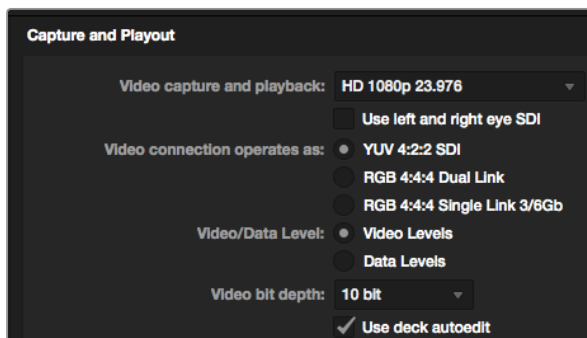 Capture and Playout
Video capture and playback: HD 1080p 23.976
Use left and right eye SDI
Video connection operates as: YUV 4:2:2 SDI
RGB 4:4:4 Dual Link
RGB 4:4:4 Single Link 3/6Gb
Video/Data Level: Video Levels
Data Levels
Video bit depth: 10 bit
Use deck autoedit